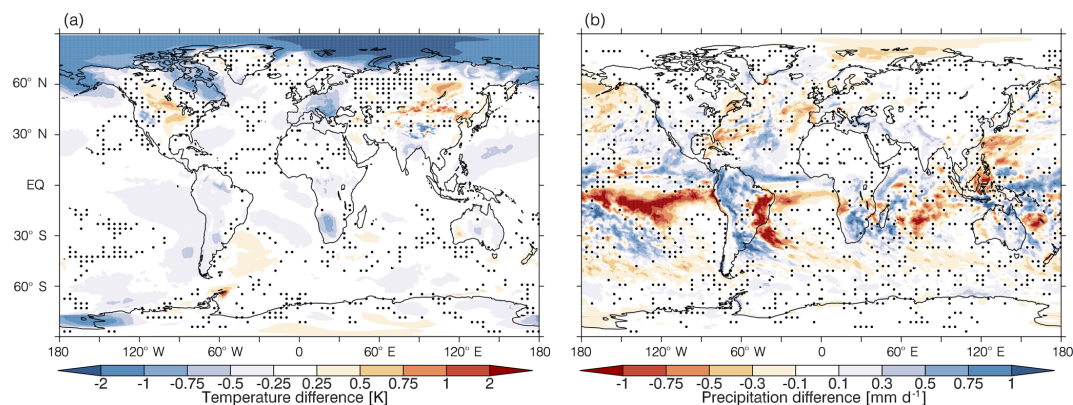 (a) (b)
60° N 60° N
30° N 30° N
EQ EQ
30° S 30° S
60° S 60° S
180 120° W 60° W 0 60° E 120° E 180 180 120° W 60° W 0 60° E 120° E 180
-2 -1 -0.75 -0.5 -0.25 0.25 0.5 0.75 1 2 -1 -0.75 -0.5 -0.3 -0.1 0.1 0.3 0.5 0.75 1
Temperature difference [K] Precipitation difference [mm d⁻¹]